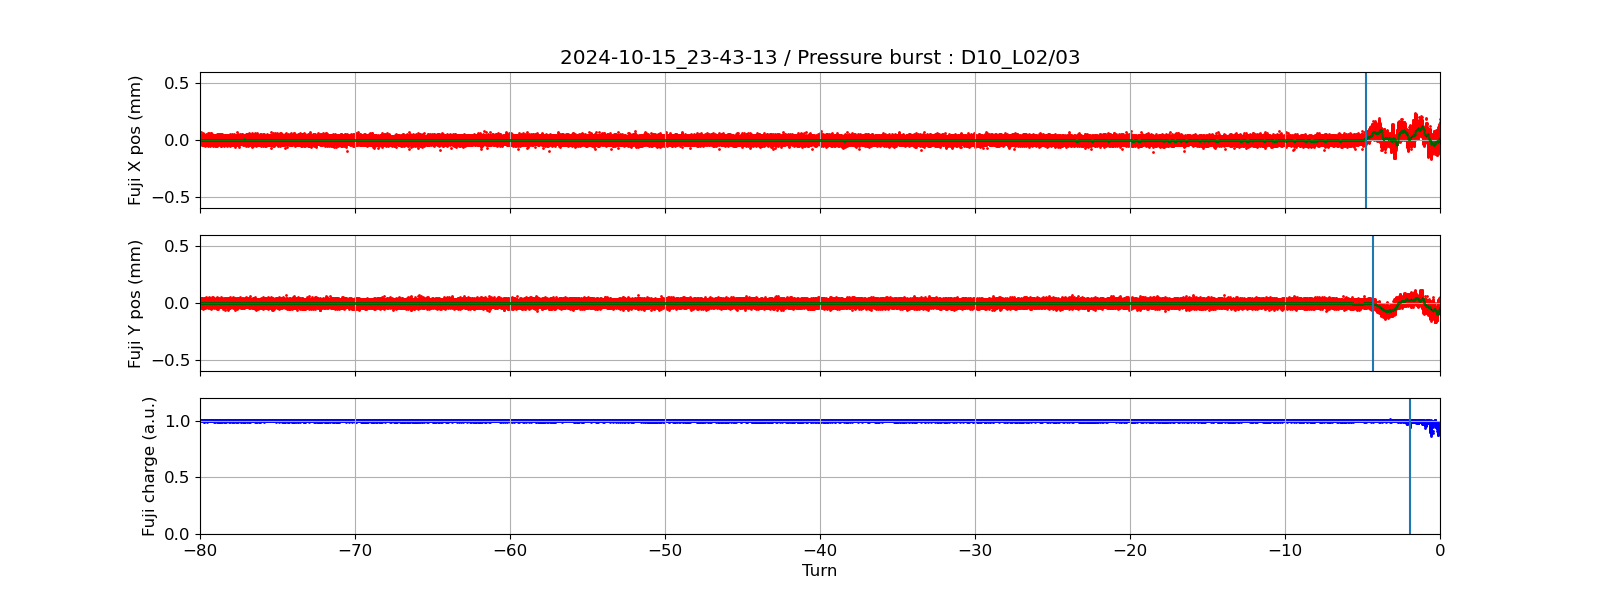 2024-10-15_23-43-13 / Pressure burst : D10_L02/03
Fuji X pos (mm)
0.5
0.0
−0.5
Fuji Y pos (mm)
0.5
0.0
−0.5
Fuji charge (a.u.)
1.0
0.5
0.0
−80 −70 −60 −50 −40 −30 −20 −10 0
Turn